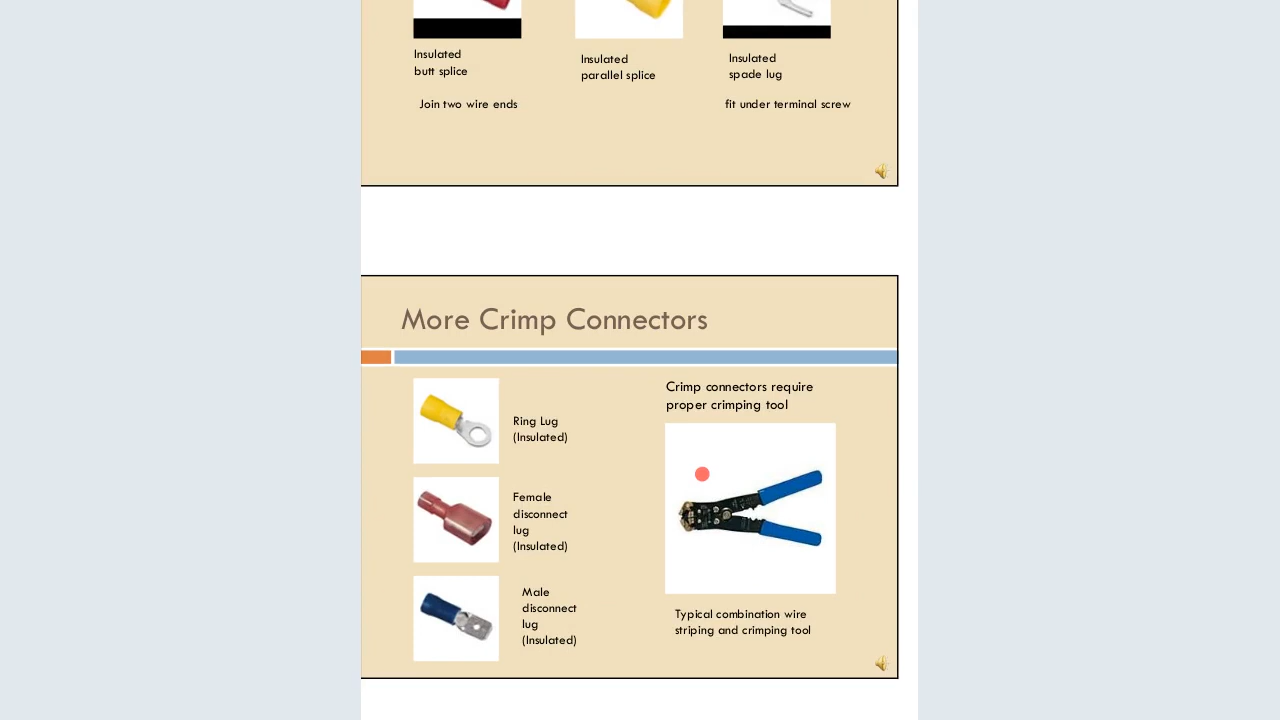 Insulated
butt splice
Insulated
parallel splice
Insulated
spade lug
Join two wire ends
fit under terminal screw
More Crimp Connectors
Ring Lug
(Insulated)
Female
disconnect
lug
(Insulated)
Male
disconnect
lug
(Insulated)
Crimp connectors require
proper crimping tool
Typical combination wire
striping and crimping tool